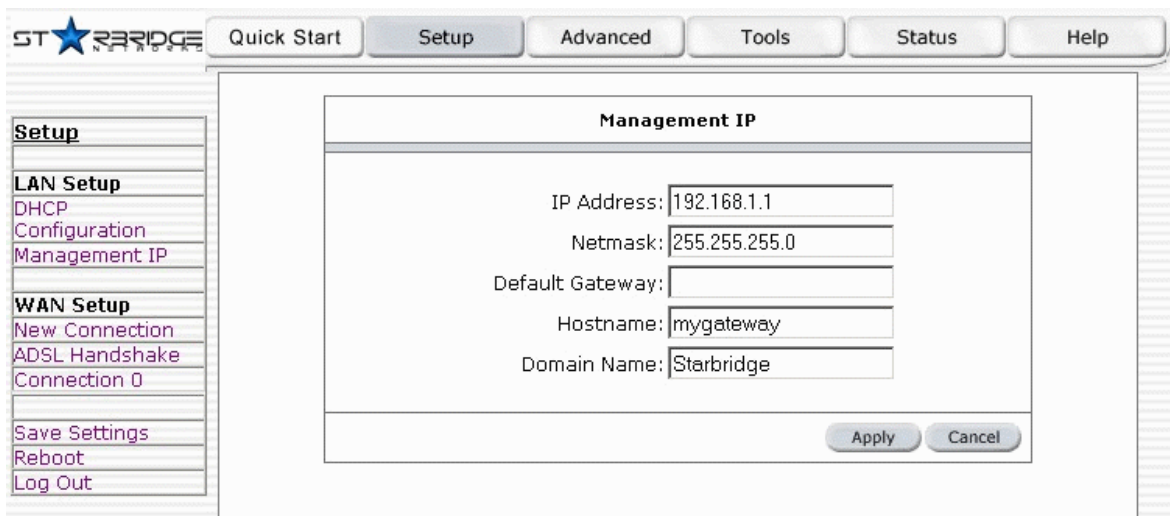 STARBRIDGE
NETWORKS
Quick Start
Setup
Advanced
Tools
Status
Help
Setup
LAN Setup
DHCP
Configuration
Management IP
WAN Setup
New Connection
ADSL Handshake
Connection 0
Save Settings
Reboot
Log Out
Management IP
IP Address: 192.168.1.1
Netmask: 255.255.255.0
Default Gateway:
Hostname: mygateway
Domain Name: Starbridge
Apply
Cancel